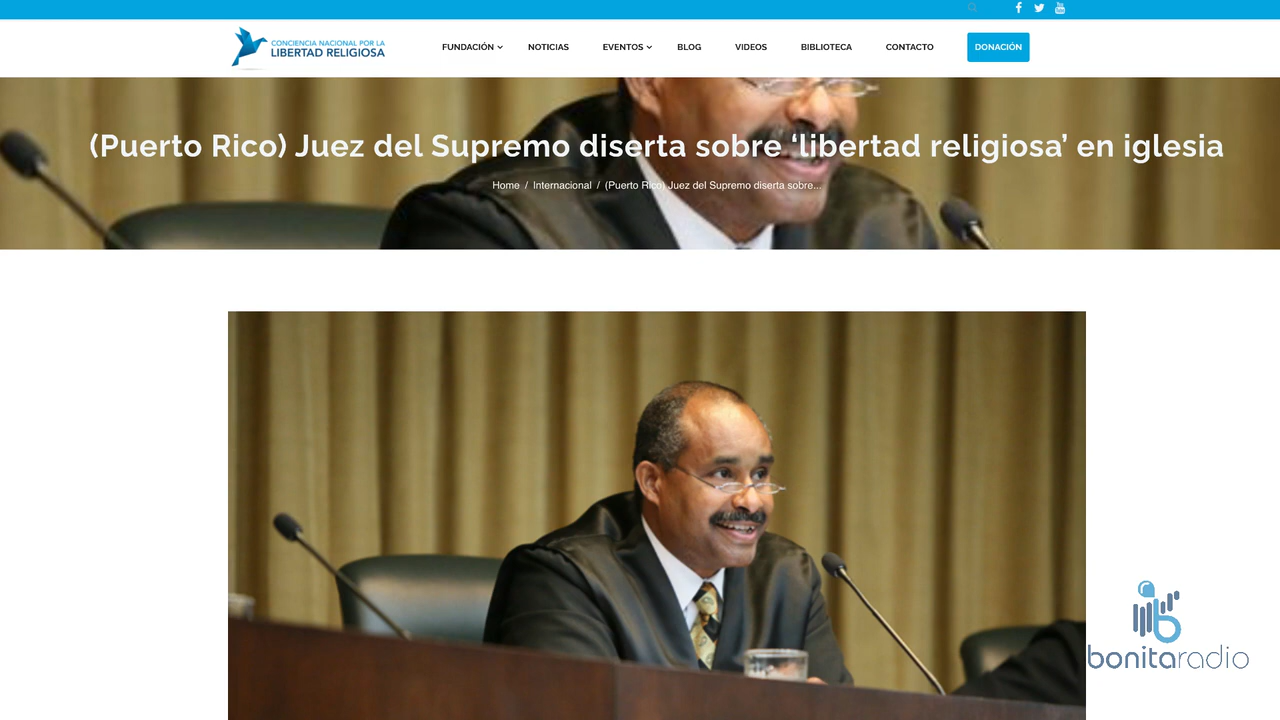 CONCIENCIA NACIONAL POR LA
LIBERTAD RELIGIOSA
FUNDACIÓN NOTICIAS EVENTOS BLOG VIDEOS BIBLIOTECA CONTACTO DONACIÓN
(Puerto Rico) Juez del Supremo diserta sobre ‘libertad religiosa’ en iglesia
Home / Internacional / (Puerto Rico) Juez del Supremo diserta sobre...
bonitaradio